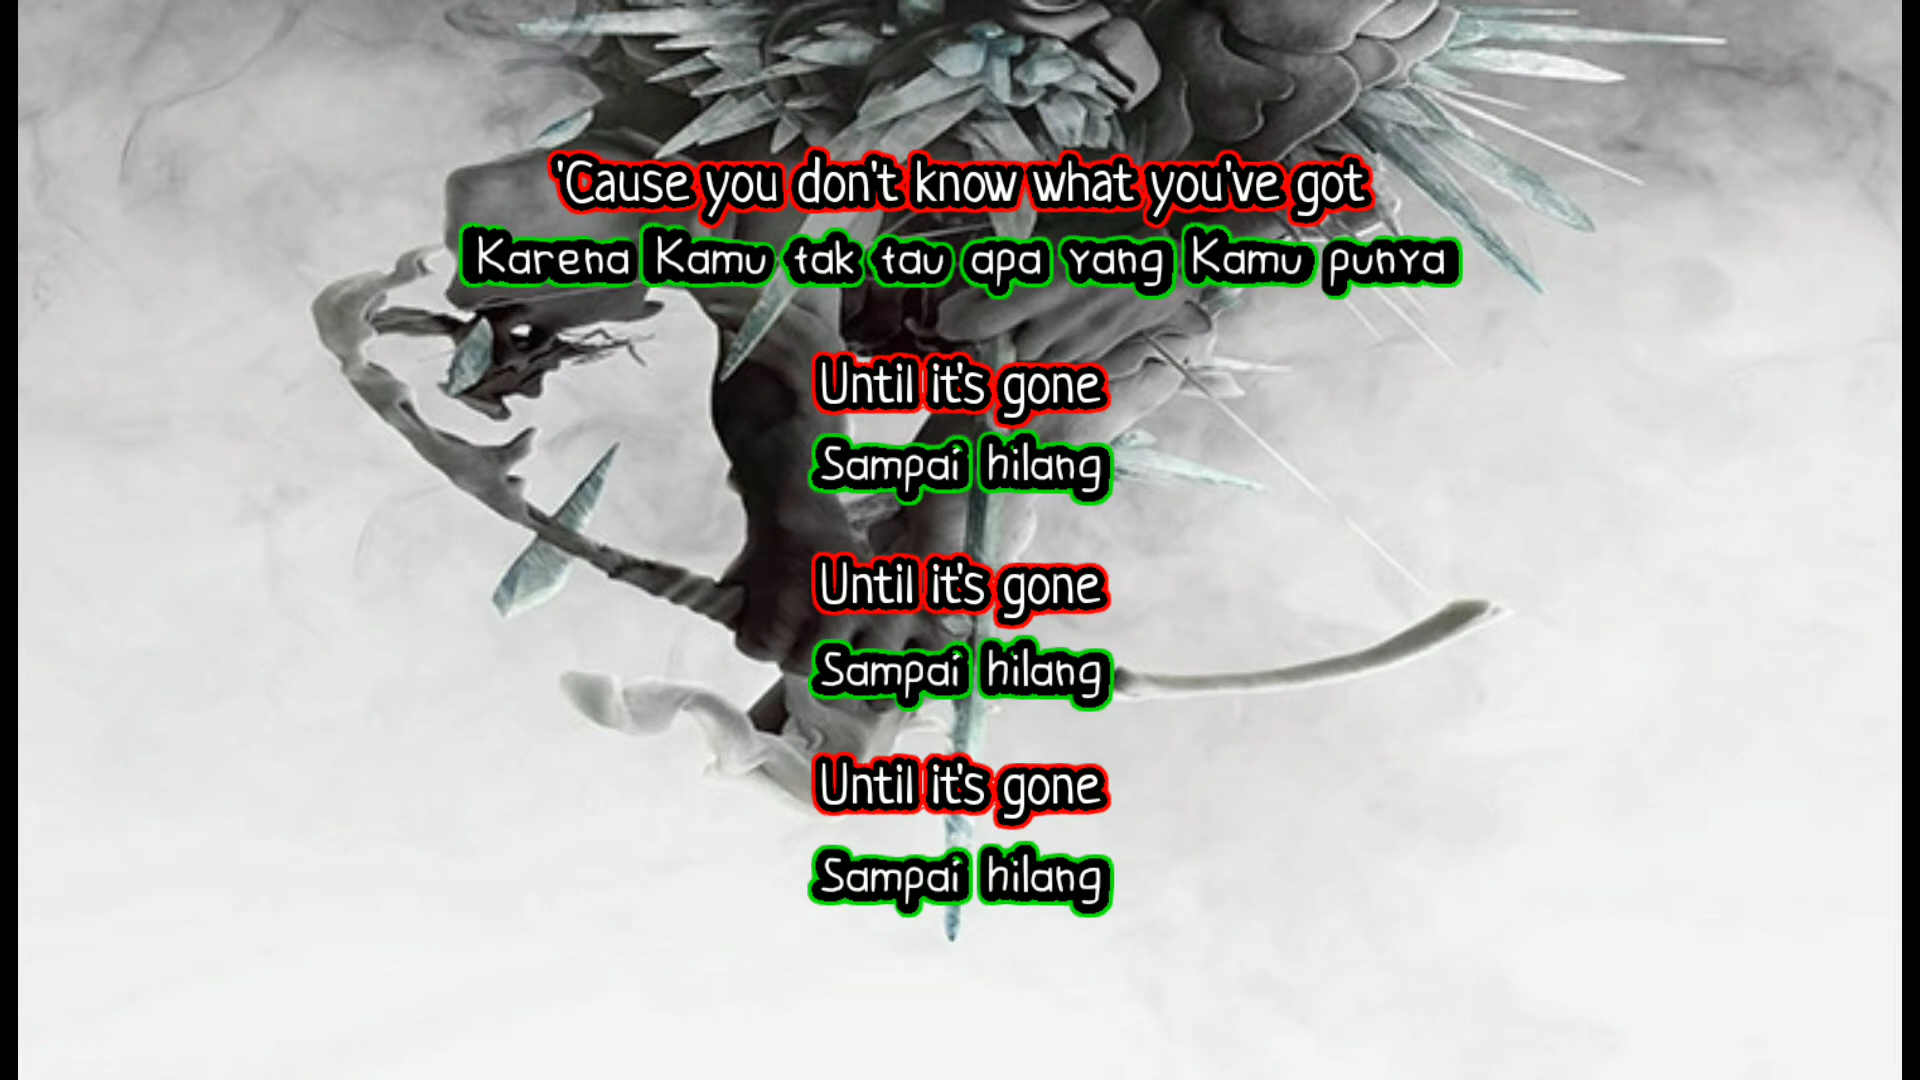 'Cause you don't know what you've got
Karena Kamu tak tau apa yang Kamu punya
Until it's gone
Sampai hilang
Until it's gone
Sampai hilang
Until it's gone
Sampai hilang